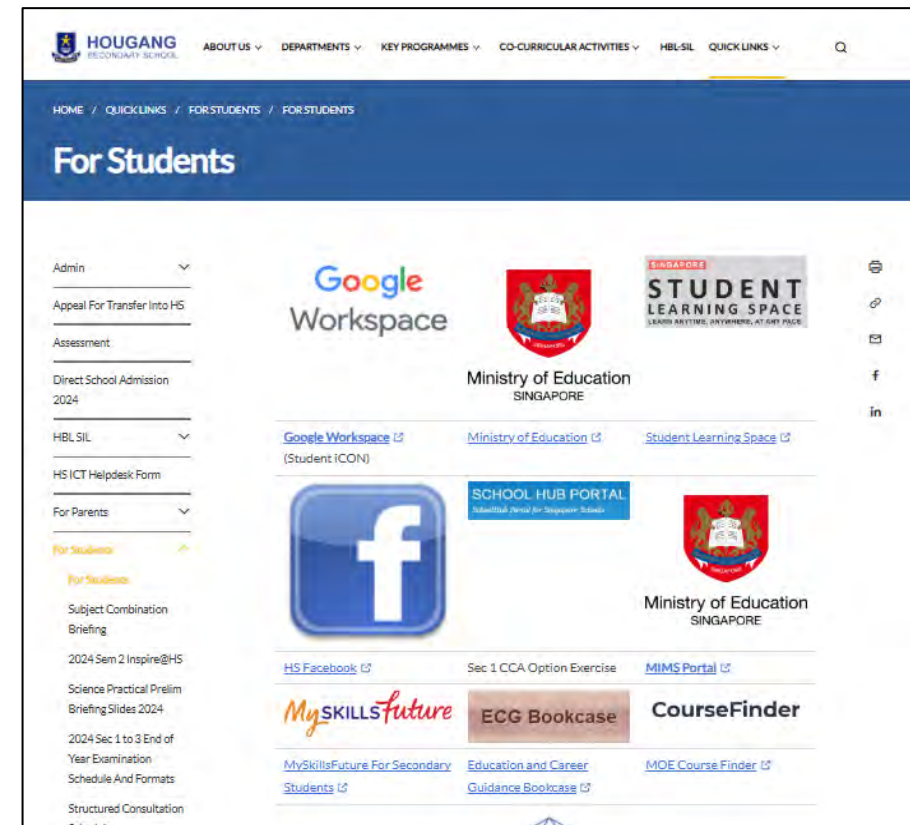 HOUGANG
SECONDARY SCHOOL
ABOUT US
DEPARTMENTS
KEY PROGRAMMES
CO-CURRICULAR ACTIVITIES
HBL-SIL
QUICK LINKS
HOME / QUICK LINKS / FOR STUDENTS / FOR STUDENTS
For Students
Admin
Appeal For Transfer Into HS
Assessment
Direct School Admission
2024
HBL SIL
HS ICT Helpdesk Form
For Parents
For Students
For Students
Subject Combination
Briefing
2024 Sem 2 Inspire@HS
Science Practical Prelim
Briefing Slides 2024
2024 Sec 1 to 3 End of
Year Examination
Schedule And Formats
Structured Consultation
Google
Workspace
Ministry of Education
SINGAPORE
SINGAPORE
STUDENT
LEARNING SPACE
LEARN ANYTIME, ANYWHERE, AT ANY PACE
Google Workspace
(Student iCON)
Ministry of Education
Student Learning Space
f
SCHOOL HUB PORTAL
SchoolHub Portal for Singapore Schools
Ministry of Education
SINGAPORE
HS Facebook
Sec 1 CCA Option Exercise
MIMS Portal
MySKILLSfuture
ECG Bookcase
CourseFinder
MySkillsFuture For Secondary
Students
Education and Career
Guidance Bookcase
MOE Course Finder
f
in